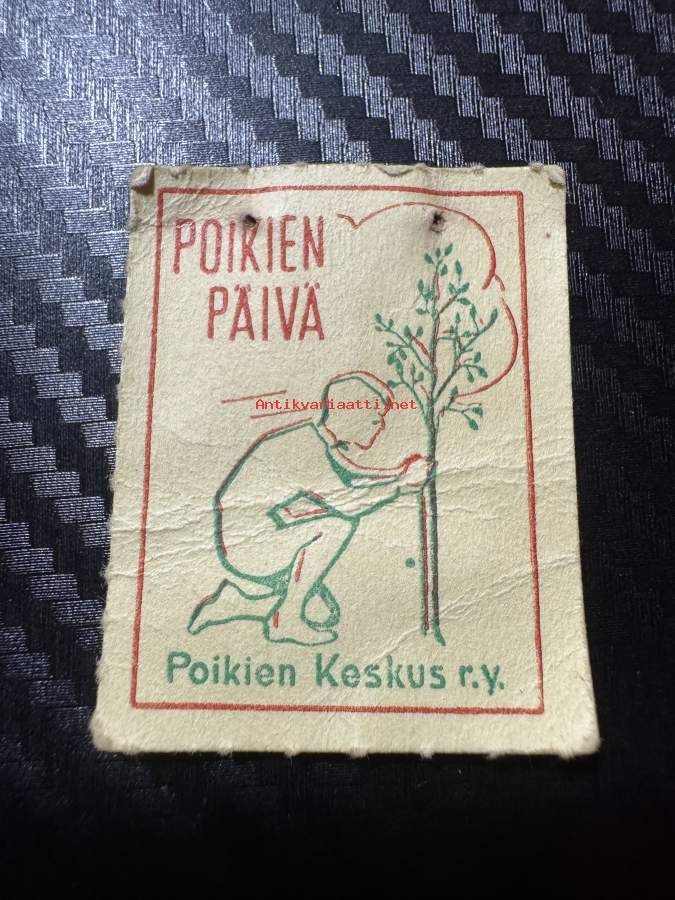 POIKIEN
PÄIVÄ
Antikvariaatti.net
Poikien Keskus r.y.